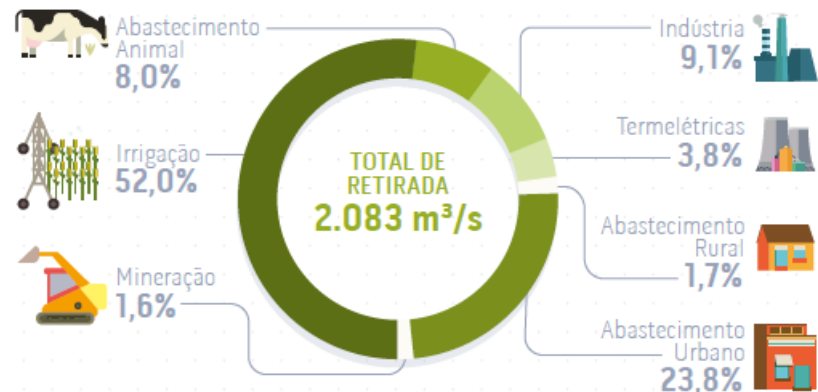 Abastecimento
Animal
8,0%
Irrigação
52,0%
Mineração
1,6%
TOTAL DE
RETIRADA
2.083 m³/s
Indústria
9,1%
Termelétricas
3,8%
Abastecimento
Rural
1,7%
Abastecimento
Urbano
23,8%